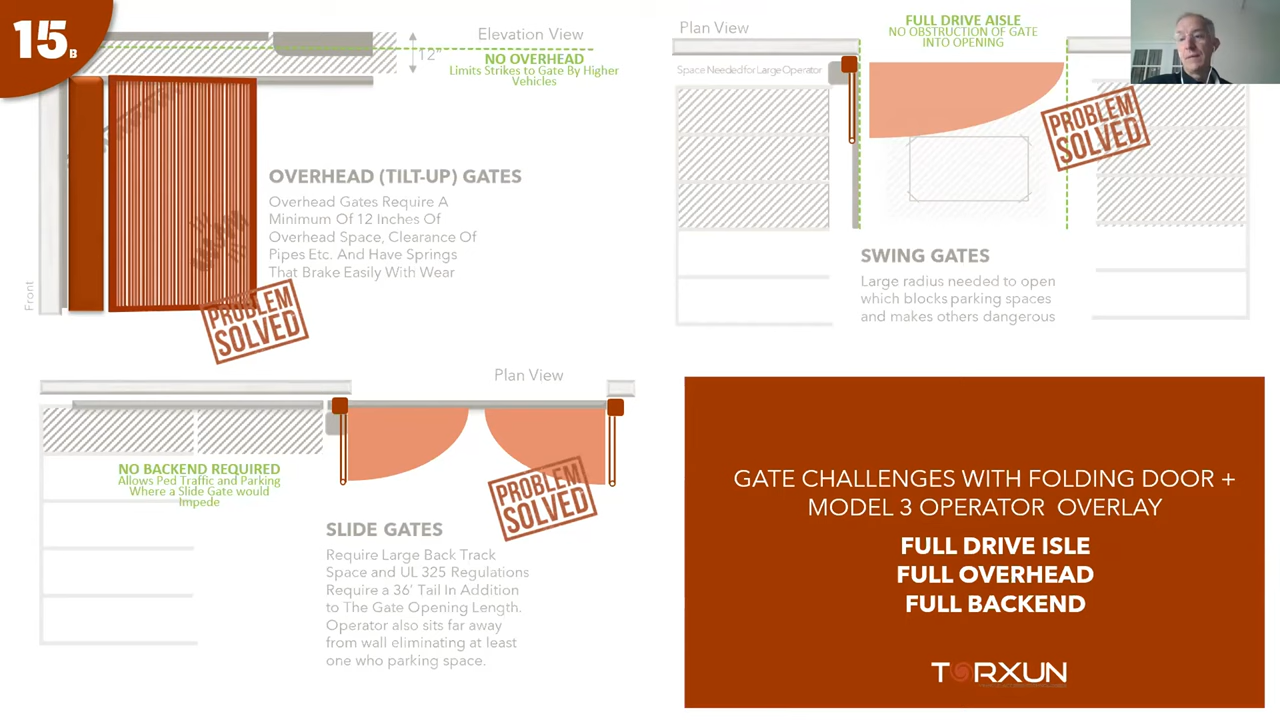 15B
Elevation View
12"
NO OVERHEAD
Limits Strikes to Gate By Higher
Vehicles
OVERHEAD (TILT-UP) GATES
Overhead Gates Require A
Minimum Of 12 Inches Of
Overhead Space, Clearance Of
Pipes Etc. And Have Springs
That Brake Easily With Wear
Front
PROBLEM
SOLVED
Plan View
FULL DRIVE AISLE
NO OBSTRUCTION OF GATE
INTO OPENING
Space Needed for Large Operator
PROBLEM
SOLVED
SWING GATES
Large radius needed to open
which blocks parking spaces
and makes others dangerous
Plan View
NO BACKEND REQUIRED
Allows Ped Traffic and Parking
Where a Slide Gate would
Impede
PROBLEM
SOLVED
SLIDE GATES
Require Large Back Track
Space and UL 325 Regulations
Require a 36' Tail In Addition
to The Gate Opening Length.
Operator also sits far away
from wall eliminating at least
one who parking space.
GATE CHALLENGES WITH FOLDING DOOR +
MODEL 3 OPERATOR OVERLAY
FULL DRIVE ISLE
FULL OVERHEAD
FULL BACKEND
TORXUN